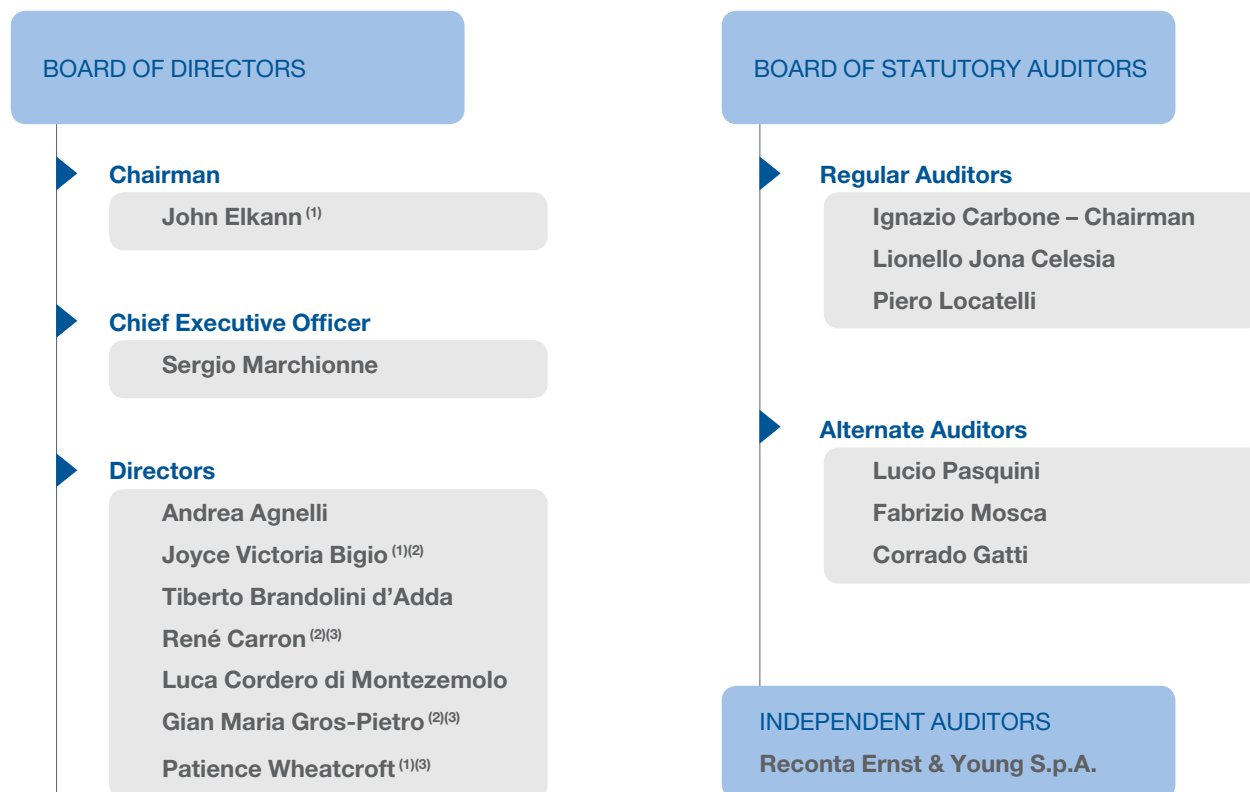 BOARD OF DIRECTORS
Chairman
John Elkann (1)
Chief Executive Officer
Sergio Marchionne
Directors
Andrea Agnelli
Joyce Victoria Bigio (1)(2)
Tiberto Brandolini d’Adda
René Carron (2)(3)
Luca Cordero di Montezemolo
Gian Maria Gros-Pietro (2)(3)
Patience Wheatcroft (1)(3)
BOARD OF STATUTORY AUDITORS
Regular Auditors
Ignazio Carbone – Chairman
Lionello Jona Celesia
Piero Locatelli
Alternate Auditors
Lucio Pasquini
Fabrizio Mosca
Corrado Gatti
INDEPENDENT AUDITORS
Reconta Ernst & Young S.p.A.